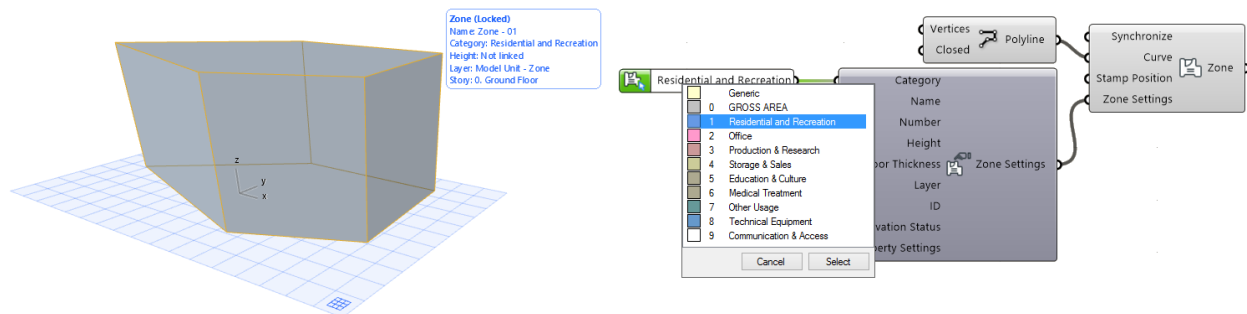 Zone (Locked)
Name: Zone - 01
Category: Residential and Recreation
Height: Not linked
Layer: Model Unit - Zone
Story: 0. Ground Floor
z
y
x
Vertices
Closed
Polyline
Synchronize
Curve
Stamp Position
Zone Settings
Zone
Residential and Recreation
Category
Name
Number
Height
oor Thickness
Layer
ID
vation Status
erty Settings
Zone Settings
Generic
0 GROSS AREA
1 Residential and Recreation
2 Office
3 Production & Research
4 Storage & Sales
5 Education & Culture
6 Medical Treatment
7 Other Usage
8 Technical Equipment
9 Communication & Access
Cancel Select